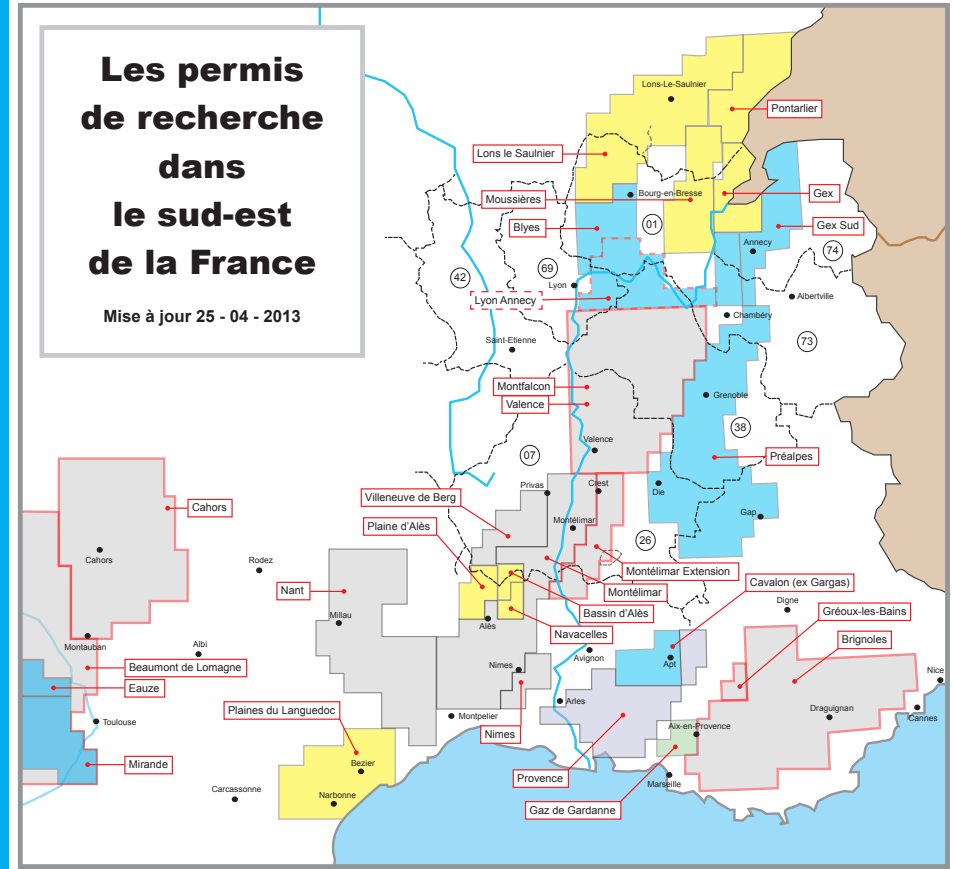 Les permis
de recherche
dans
le sud-est
de la France
Mise à jour 25 - 04 - 2013
Lons-Le-Saulnier
Pontarlier
Lons le Saulnier
Moussières
Bourg-en-Bresse
Gex
Blyes
01
Gex Sud
Annecy
74
42
69
Lyon
Lyon Annecy
Albertville
Chambéry
Saint-Etienne
73
Montfalcon
Valence
Grenoble
38
Valence
07
Préalpes
Privas
Crest
Die
Villeneuve de Berg
Cahors
Gap
Plaine d'Alès
Montélimar
26
Cahors
Rodez
Montélimar Extension
Nant
Montélimar
Cavalon (ex Gargas)
Bassin d'Alès
Digne
Gréoux-les-Bains
Millau
Alès
Navacelles
Brignoles
Montauban
Albi
Avignon
Apt
Beaumont de Lomagne
Nimes
Nice
Eauze
Arles
Plaines du Languedoc
Montpelier
Draguignan
Cannes
Toulouse
Nimes
Aix-en-Provence
Mirande
Bezier
Provence
Marseille
Carcassonne
Narbonne
Gaz de Gardanne